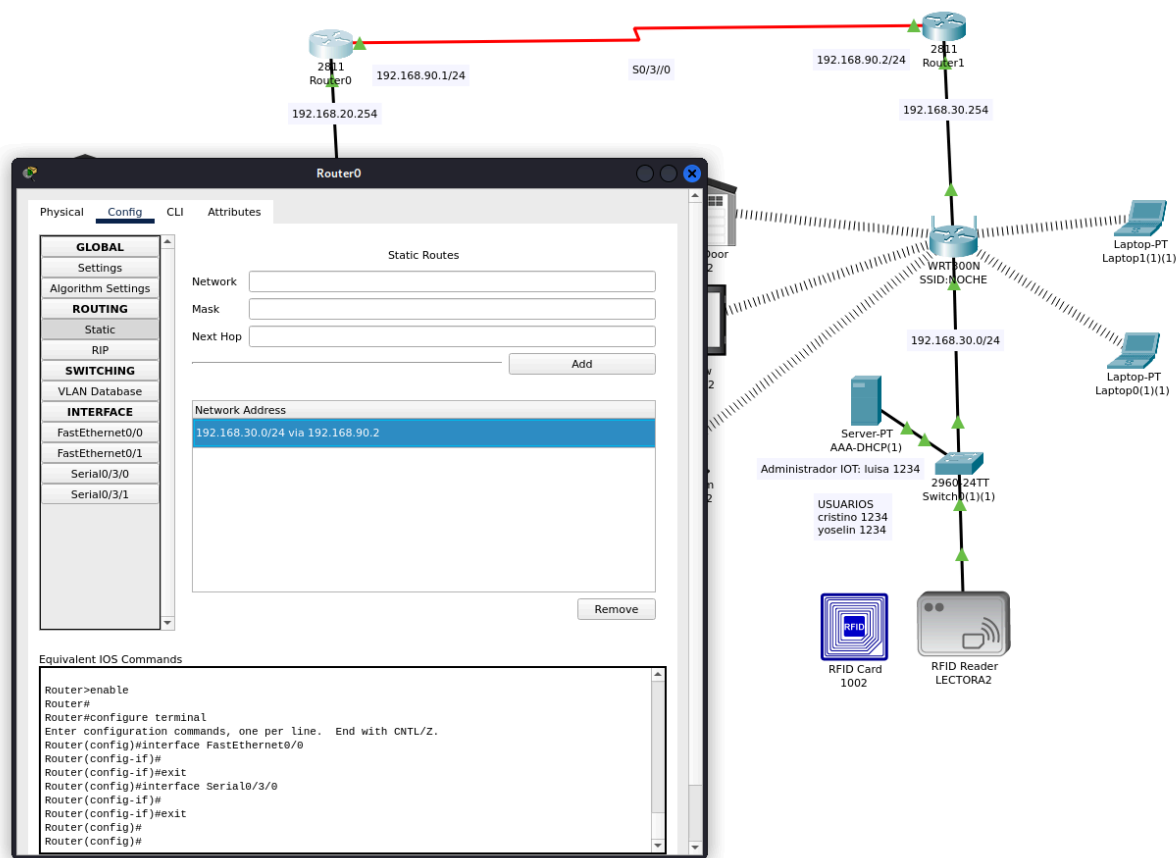 2811
Router0
192.168.90.1/24
S0/3//0
192.168.90.2/24
2811
Router1
192.168.20.254
192.168.30.254
Router0
Physical
Config
CLI
Attributes
GLOBAL
Settings
Algorithm Settings
ROUTING
Static
RIP
SWITCHING
VLAN Database
INTERFACE
FastEthernet0/0
FastEthernet0/1
Serial0/3/0
Serial0/3/1
Static Routes
Network
Mask
Next Hop
Add
Network Address
192.168.30.0/24 via 192.168.90.2
Remove
Equivalent IOS Commands
Router>enable
Router#
Router#configure terminal
Enter configuration commands, one per line.  End with CNTL/Z.
Router(config)#interface FastEthernet0/0
Router(config-if)#
Router(config-if)#exit
Router(config)#interface Serial0/3/0
Router(config-if)#
Router(config-if)#exit
Router(config)#
Router(config)#
Door
2
w
2
n
2
WRT300N
SSID:NOCHE
Laptop-PT
Laptop1(1)(1)
192.168.30.0/24
Laptop-PT
Laptop0(1)(1)
Server-PT
AAA-DHCP(1)
Administrador IOT: luisa 1234
2960-24TT
Switch0(1)(1)
USUARIOS
cristino 1234
yoselin 1234
RFID
RFID Card
1002
RFID Reader
LECTORA2